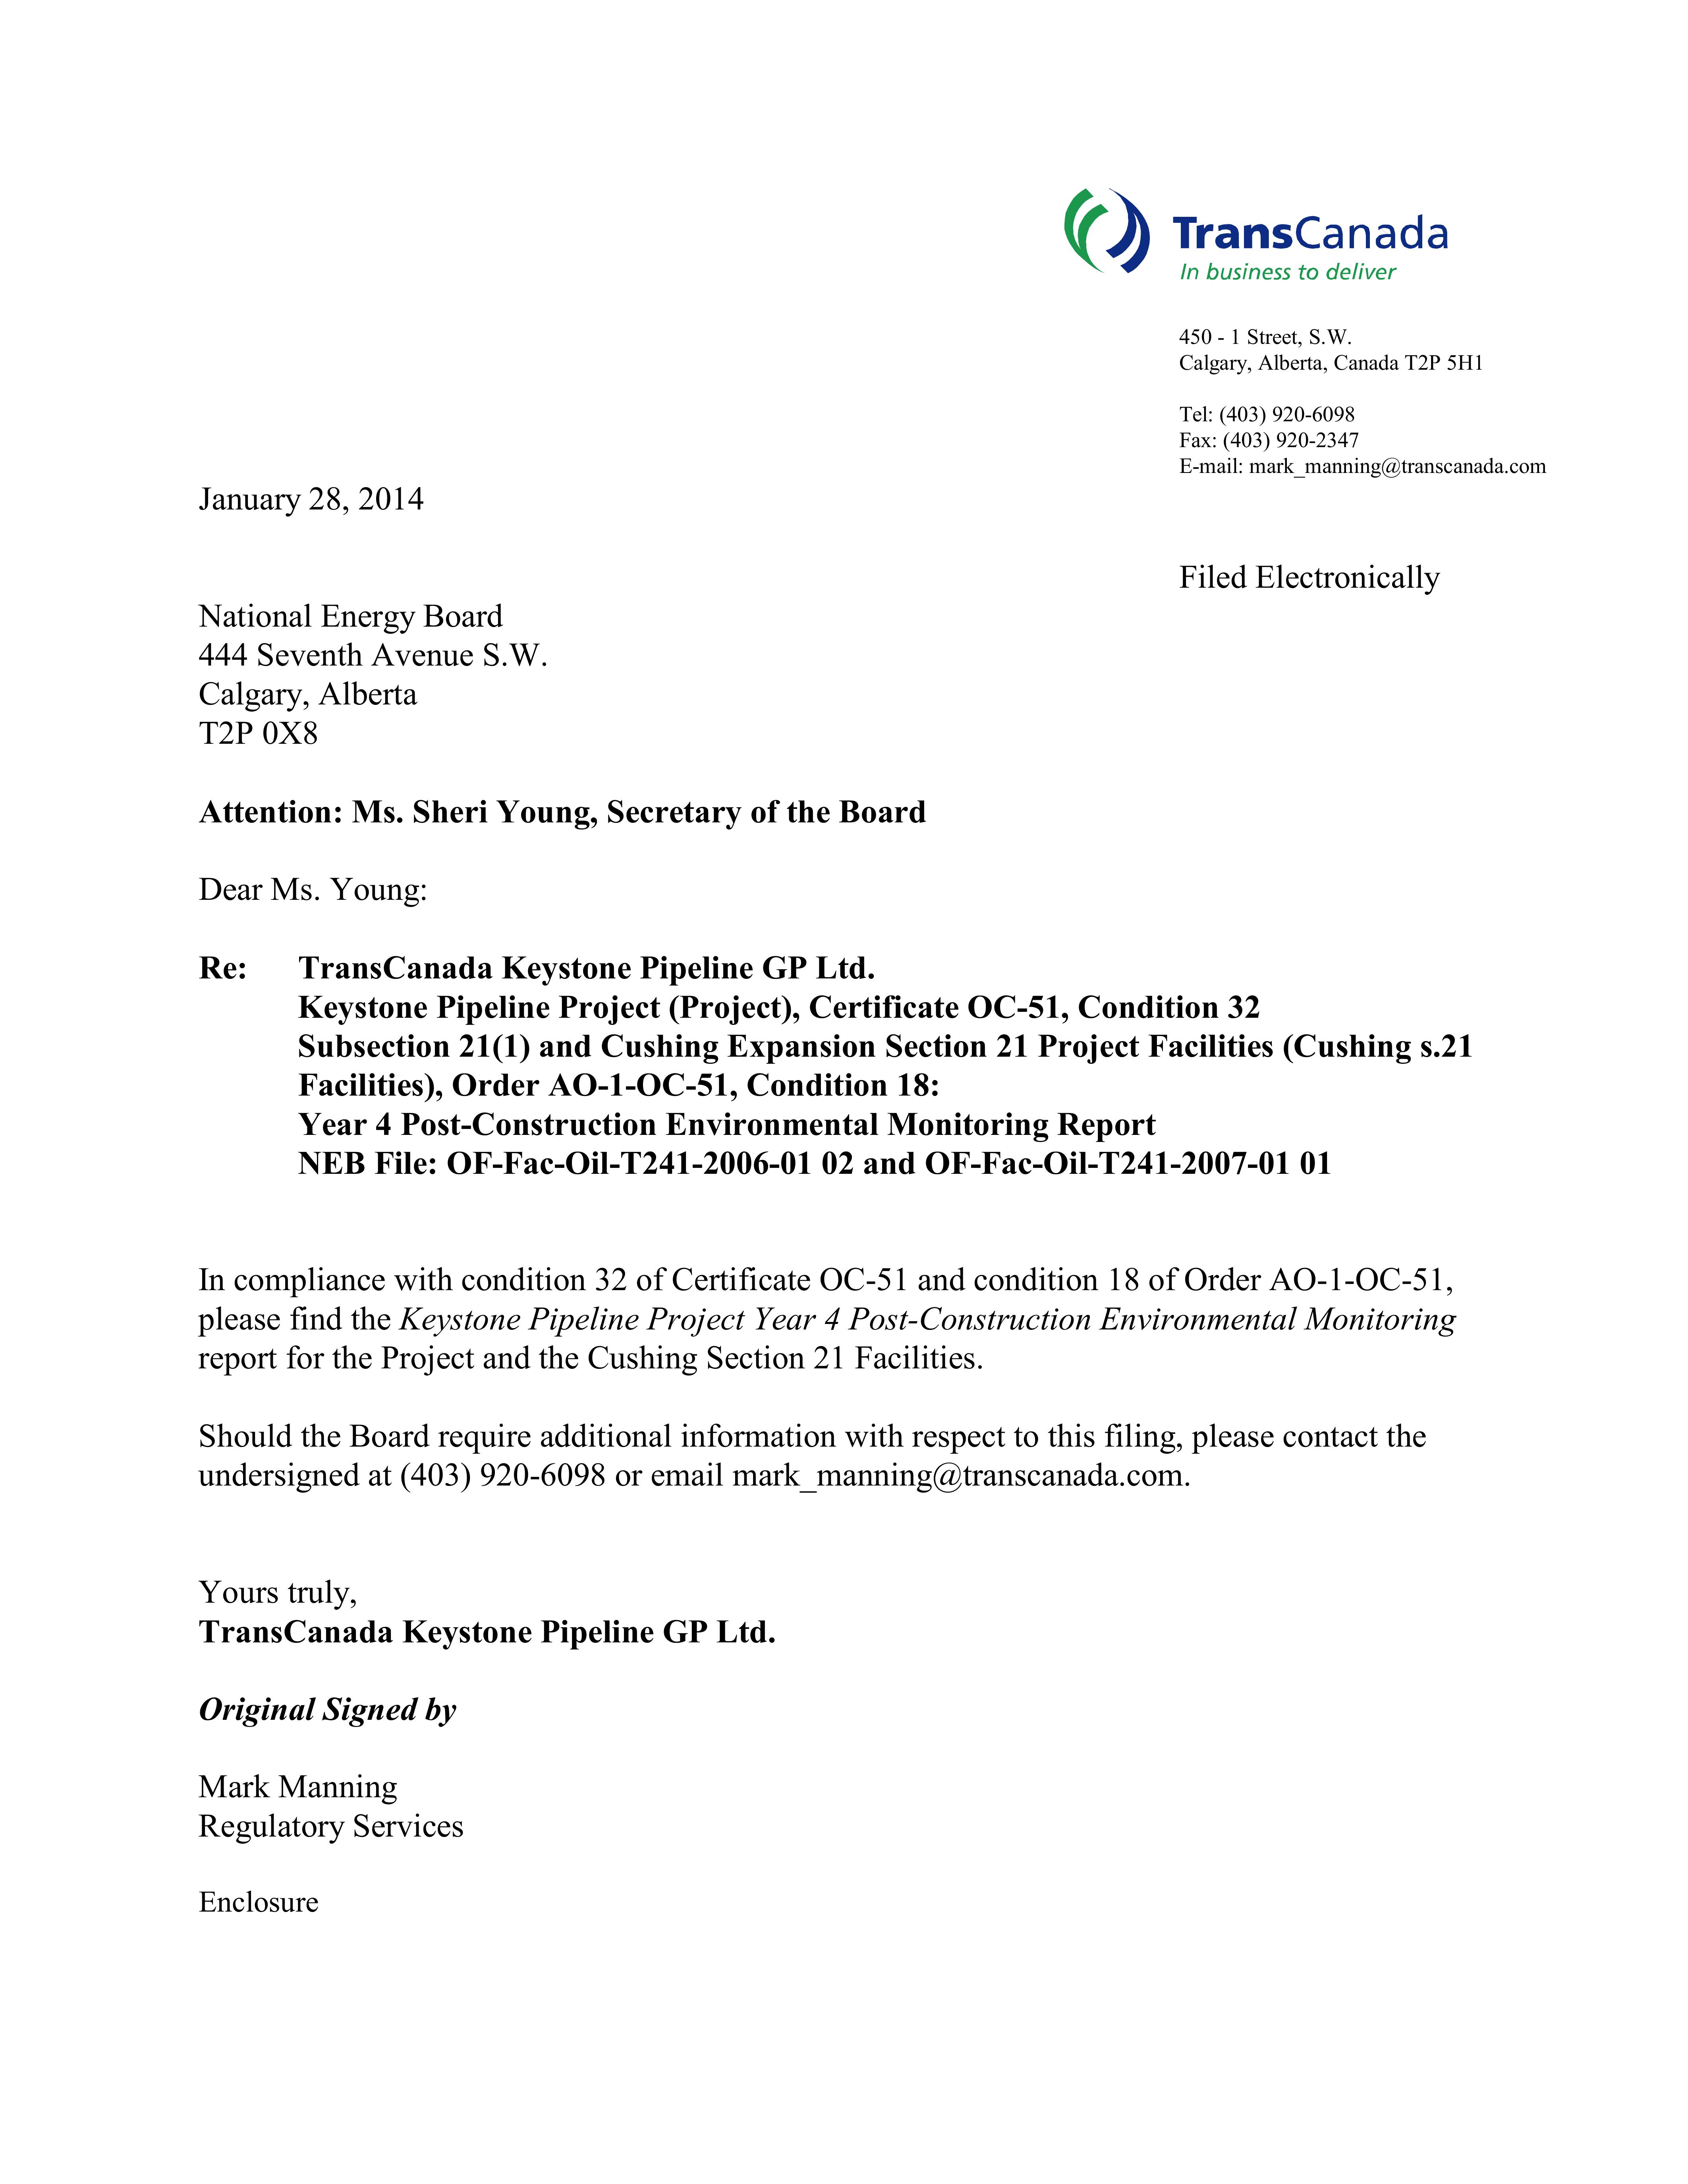 TransCanada
In business to deliver
450 - 1 Street, S.W.
Calgary, Alberta, Canada T2P 5H1
Tel: (403) 920-6098
Fax: (403) 920-2347
E-mail: mark_manning@transcanada.com
January 28, 2014
Filed Electronically
National Energy Board
444 Seventh Avenue S.W.
Calgary, Alberta
T2P 0X8
Attention: Ms. Sheri Young, Secretary of the Board
Dear Ms. Young:
Re: TransCanada Keystone Pipeline GP Ltd.
Keystone Pipeline Project (Project), Certificate OC-51, Condition 32
Subsection 21(1) and Cushing Expansion Section 21 Project Facilities (Cushing s.21
Facilities), Order AO-1-OC-51, Condition 18:
Year 4 Post-Construction Environmental Monitoring Report
NEB File: OF-Fac-Oil-T241-2006-01 02 and OF-Fac-Oil-T241-2007-01 01
In compliance with condition 32 of Certificate OC-51 and condition 18 of Order AO-1-OC-51,
please find the Keystone Pipeline Project Year 4 Post-Construction Environmental Monitoring
report for the Project and the Cushing Section 21 Facilities.
Should the Board require additional information with respect to this filing, please contact the
undersigned at (403) 920-6098 or email mark_manning@transcanada.com.
Yours truly,
TransCanada Keystone Pipeline GP Ltd.
Original Signed by
Mark Manning
Regulatory Services
Enclosure